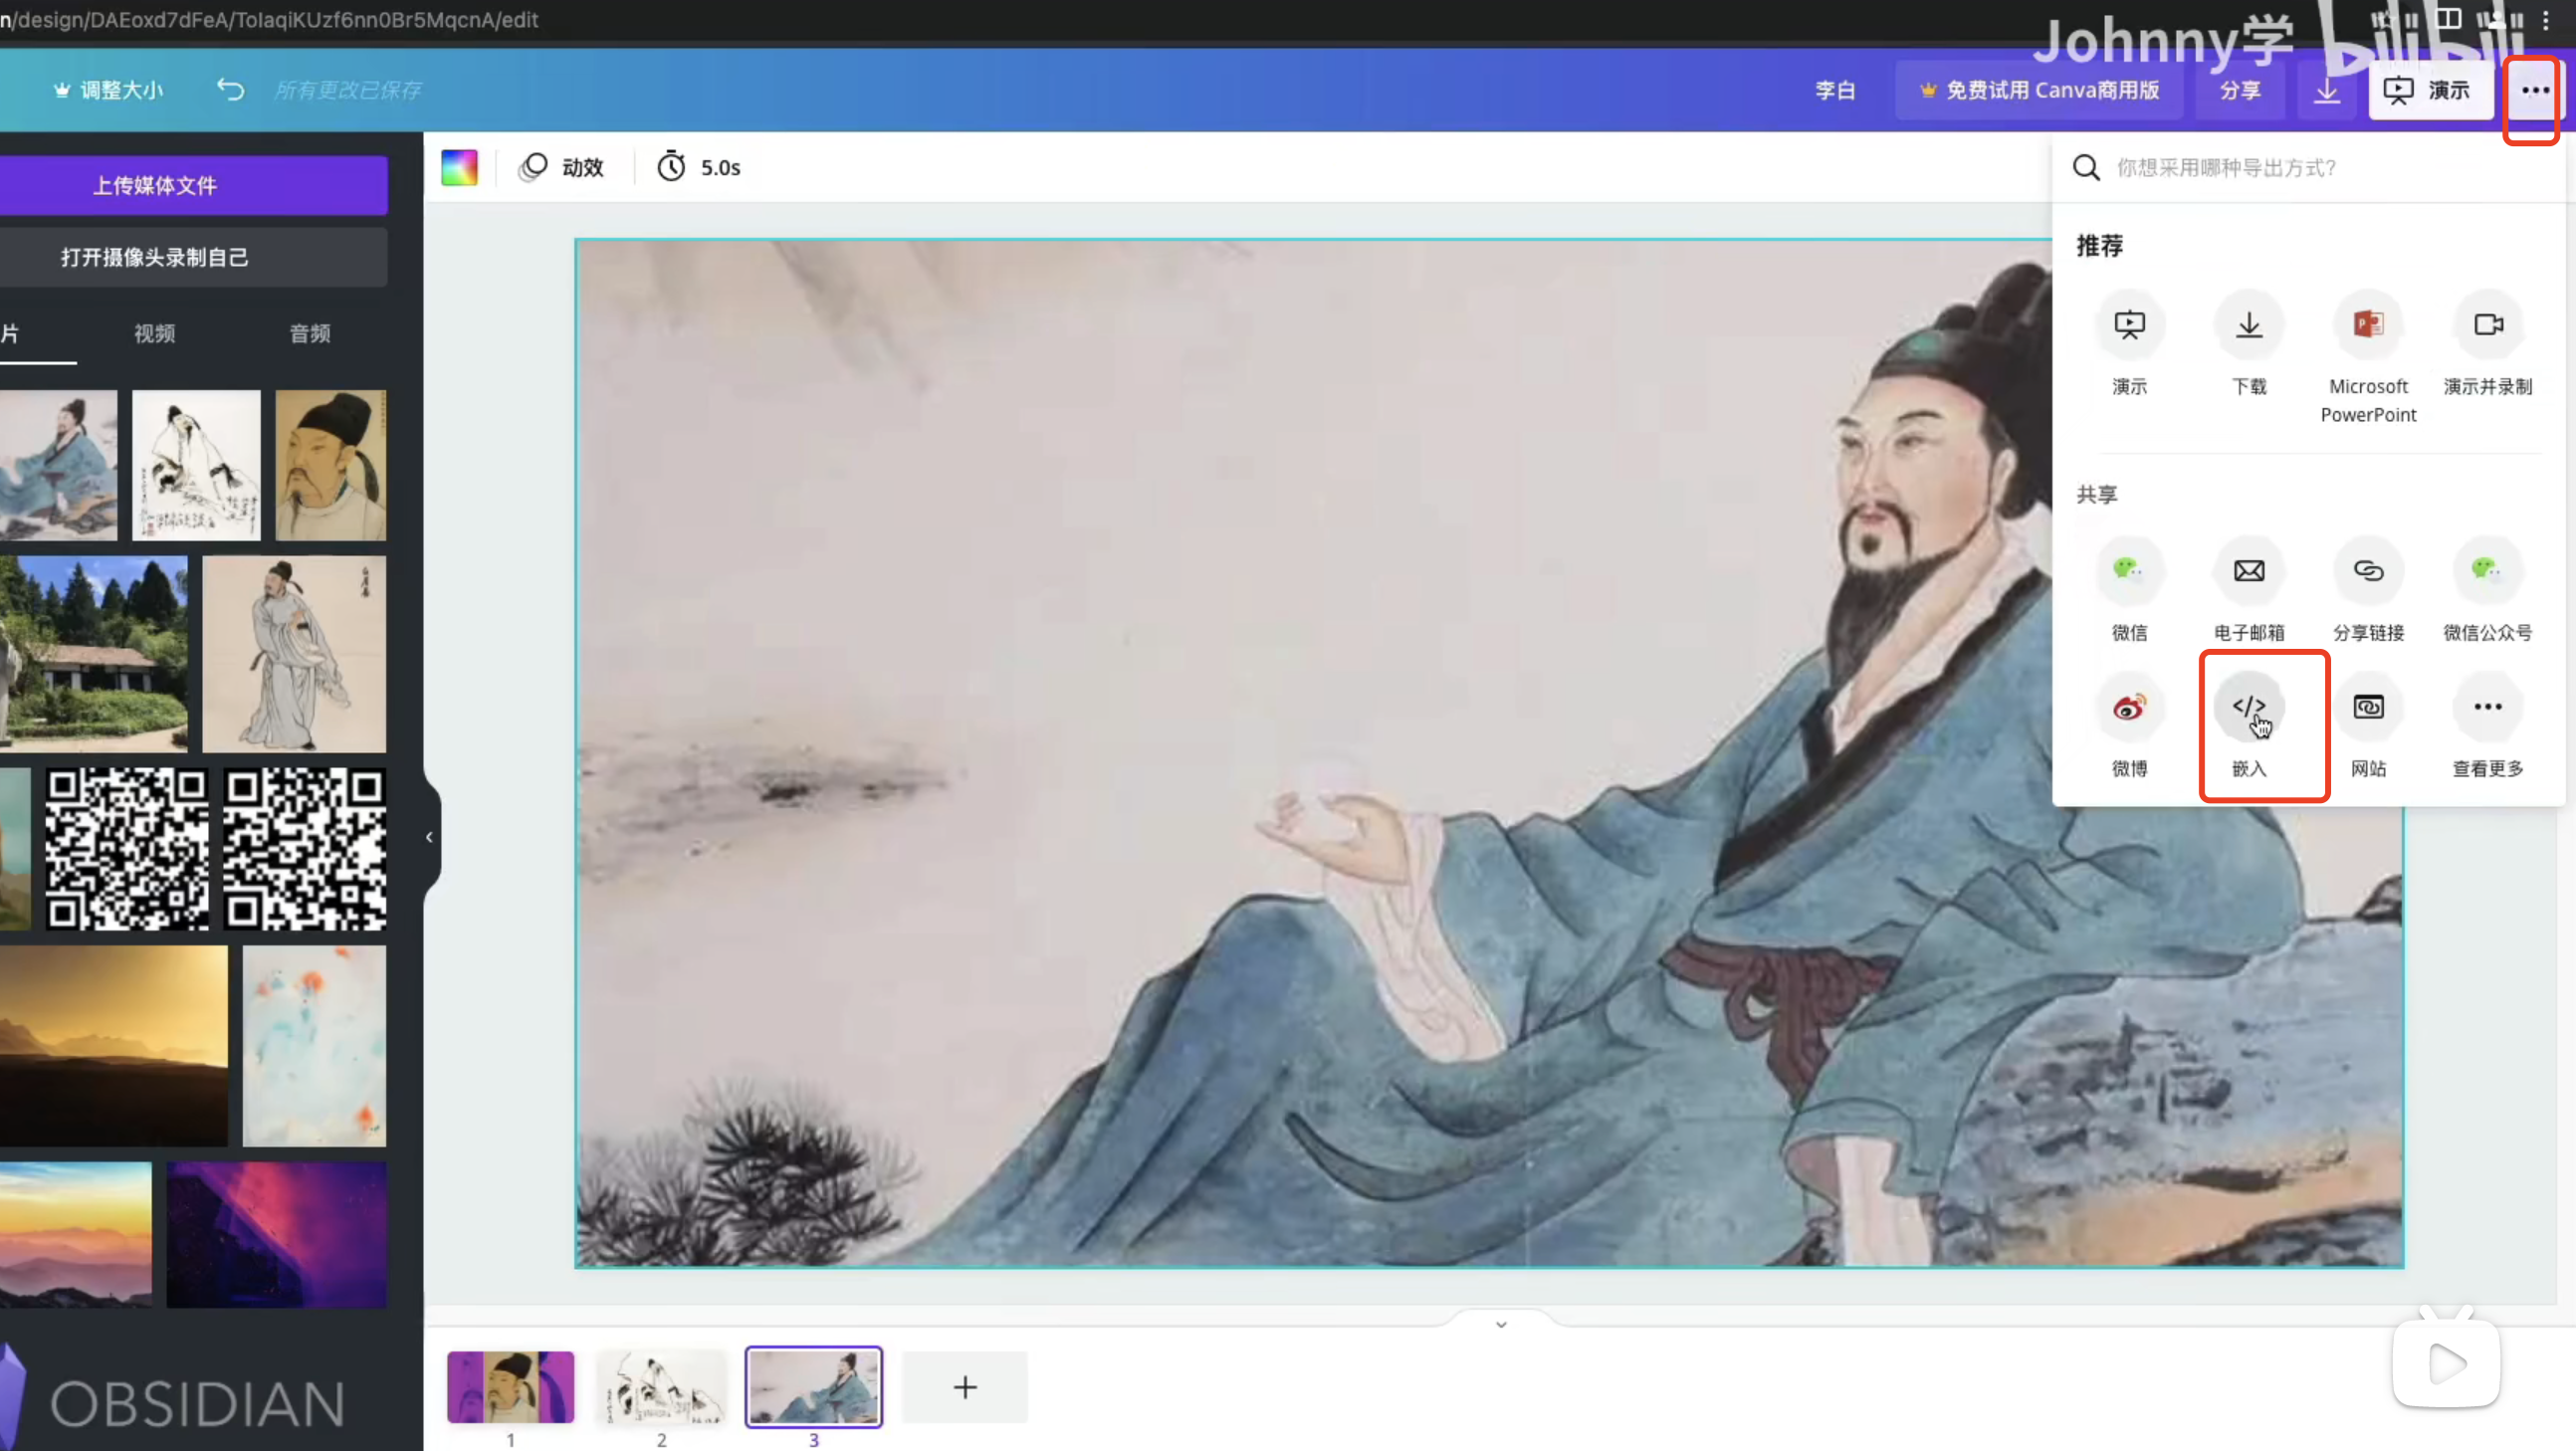 n/design/DAEoxd7dFeA/ToIaqiKUzf6nn0Br5MqcnA/edit
Johnny学
bilibili
调整大小
所有更改已保存
李白
免费试用 Canva商用版
分享
演示
上传媒体文件
动效
5.0s
你想采用哪种导出方式?
打开摄像头录制自己
推荐
片
视频
音频
演示
下载
Microsoft
PowerPoint
演示并录制
共享
微信
电子邮箱
分享链接
微信公众号
微博
嵌入
网站
查看更多
OBSIDIAN
1
2
3